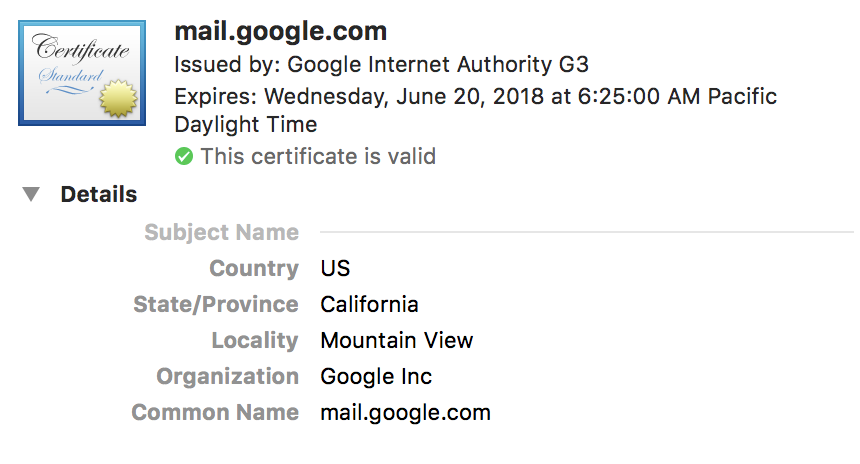 Certificate
Standard
mail.google.com
Issued by: Google Internet Authority G3
Expires: Wednesday, June 20, 2018 at 6:25:00 AM Pacific
Daylight Time
This certificate is valid
Details
Subject Name
Country US
State/Province California
Locality Mountain View
Organization Google Inc
Common Name mail.google.com